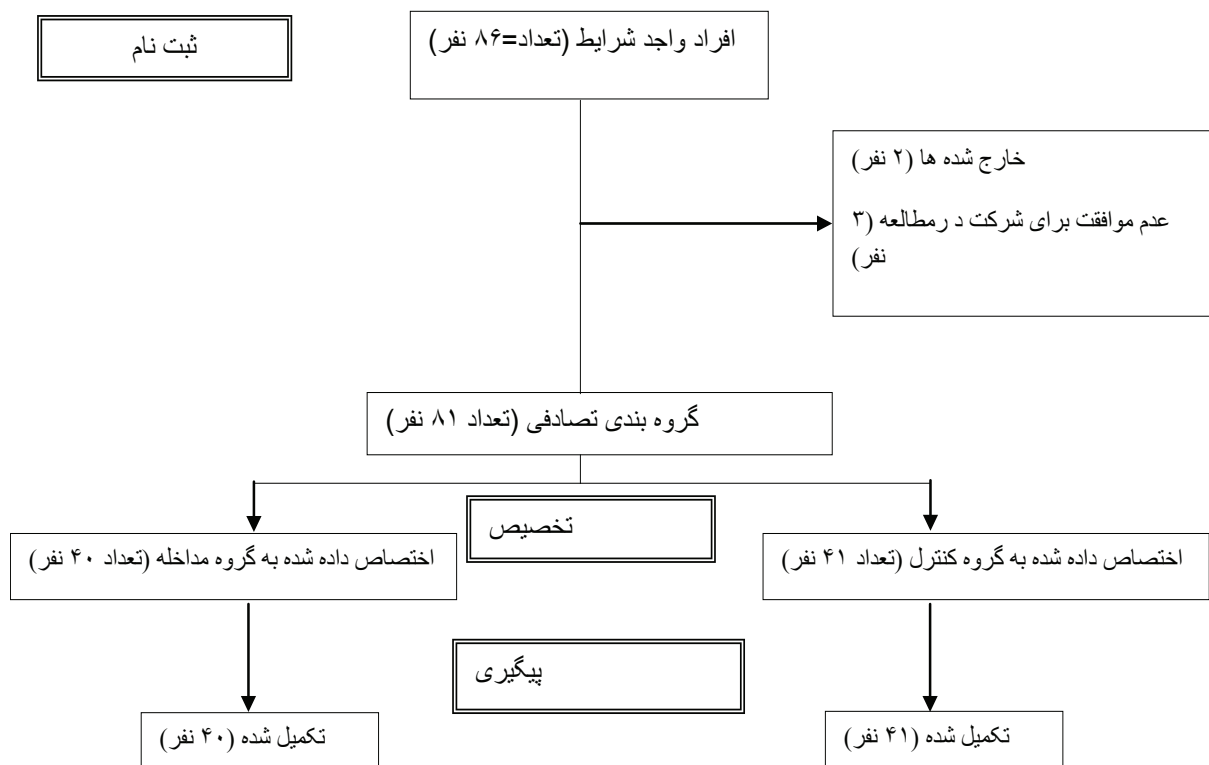 ثبت نام
افراد واجد شرایط (تعداد=۸۶ نفر)
خارج شده ها (۲ نفر)
عدم موافقت برای شرکت د رمطالعه (۳
نفر)
گروه بندی تصادفی (تعداد ۸۱ نفر)
تخصیص
اختصاص داده شده به گروه کنترل (تعداد ۴۱ نفر)
اختصاص داده شده به گروه مداخله (تعداد ۴۰ نفر)
پیگیری
تکمیل شده (۴۱ نفر)
تکمیل شده (۴۰ نفر)